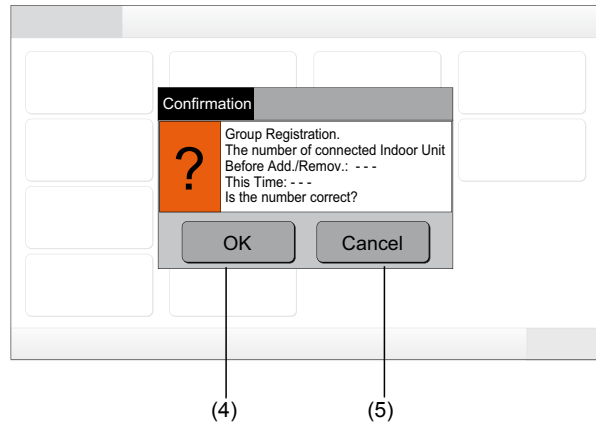 Confirmation
?
Group Registration.
The number of connected Indoor Unit
Before Add./Remov.: - - -
This Time: - - -
Is the number correct?
OK
Cancel
(4)
(5)